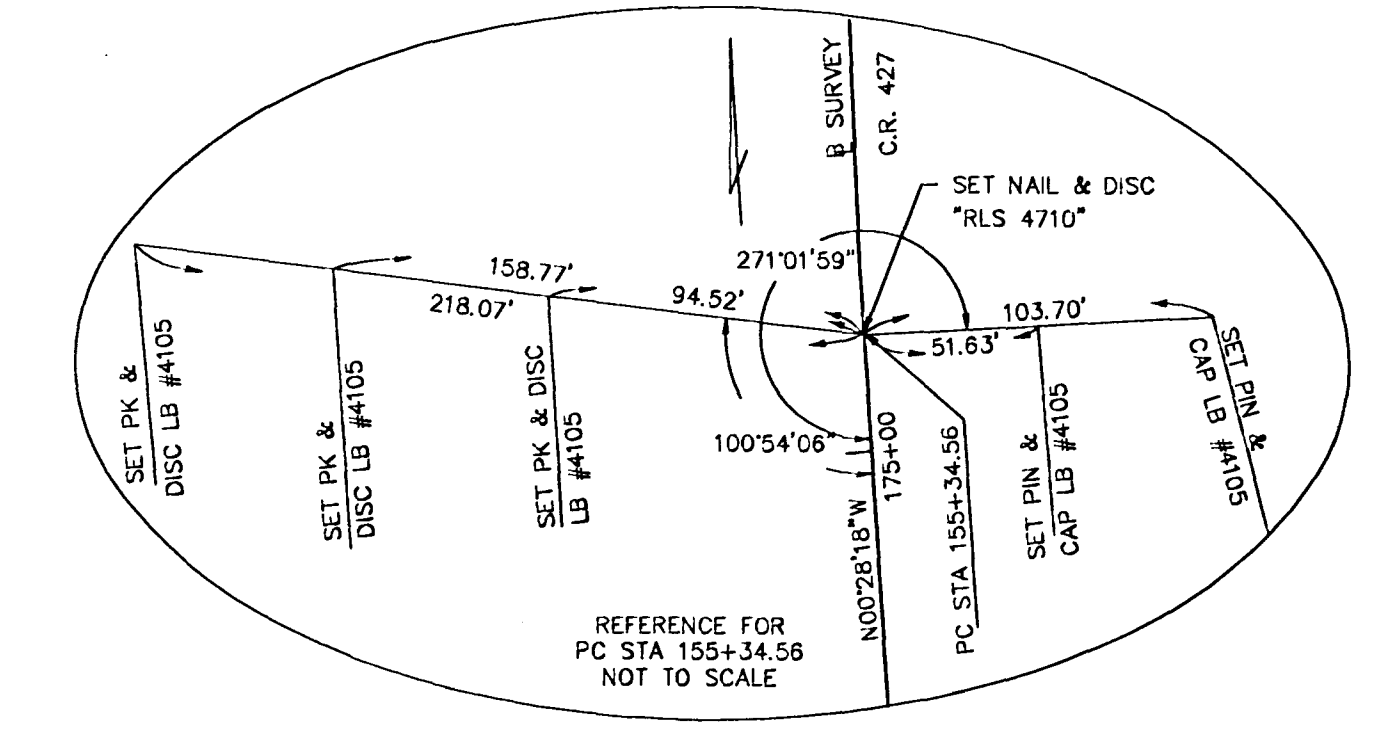 B SURVEY
C.R. 427
SET NAIL & DISC
"RLS 4710"
271°01'59"
158.77'
218.07'
94.52'
103.70'
51.63'
100°54'06"
175+00
N00°28'18"W
PC STA 155+34.56
SET PK &
DISC LB #4105
SET PK &
DISC LB #4105
SET PK & DISC
LB #4105
SET PIN &
CAP LB #4105
SET PIN &
CAP LB #4105
REFERENCE FOR
PC STA 155+34.56
NOT TO SCALE